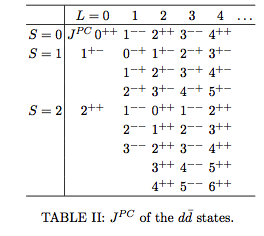 L = 0 1 2 3 4 ...
S = 0 J^{PC} 0^{++} 1^{--} 2^{++} 3^{--} 4^{++}
S = 1 1^{+-} 0^{-+} 1^{+-} 2^{-+} 3^{+-}
1^{-+} 2^{+-} 3^{-+} 4^{+-}
2^{-+} 3^{+-} 4^{-+} 5^{+-}
S = 2 2^{++} 1^{--} 0^{++} 1^{--} 2^{++}
2^{--} 1^{++} 2^{--} 3^{++}
3^{--} 2^{++} 3^{--} 4^{++}
3^{++} 4^{--} 5^{++}
4^{++} 5^{--} 6^{++}
TABLE II: J^{PC} of the dd̄ states.